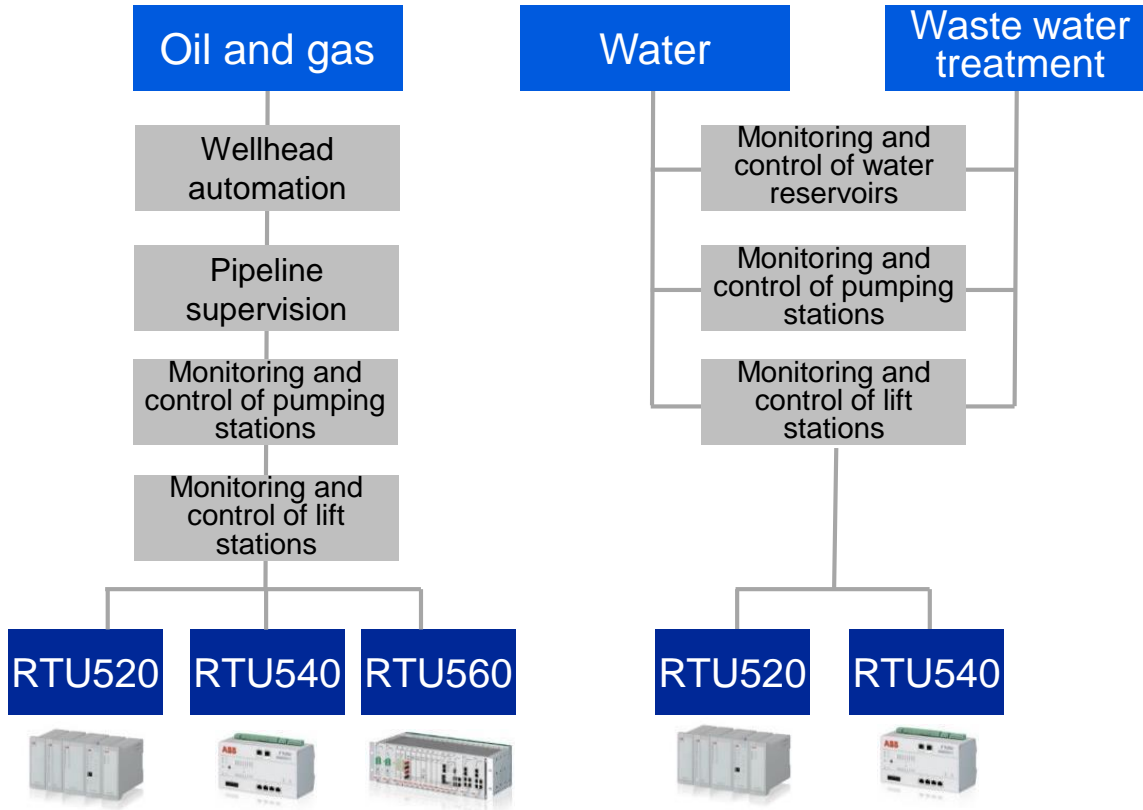 Oil and gas
Water
Waste water
treatment
Wellhead
automation
Pipeline
supervision
Monitoring and
control of pumping
stations
Monitoring and
control of lift
stations
Monitoring and
control of water
reservoirs
Monitoring and
control of pumping
stations
Monitoring and
control of lift
stations
RTU520
RTU540
RTU560
RTU520
RTU540
ABB
ABB